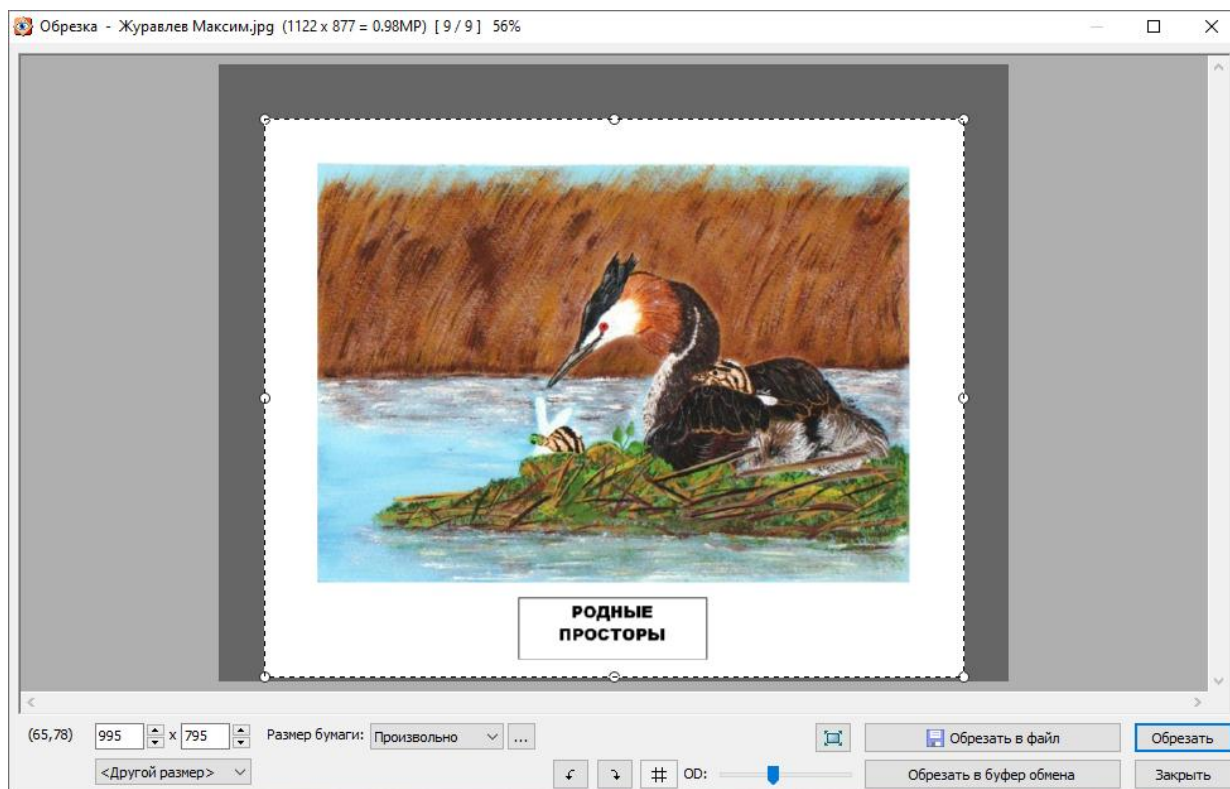 Обрезка - Журавлев Максим.jpg (1122 x 877 = 0.98MP) [ 9 / 9 ] 56%
РОДНЫЕ
ПРОСТОРЫ
(65,78) 995 x 795 Размер бумаги: Произвольно ... Обрезать в файл Обрезать
<Другой размер> OD: Обрезать в буфер обмена Закрыть